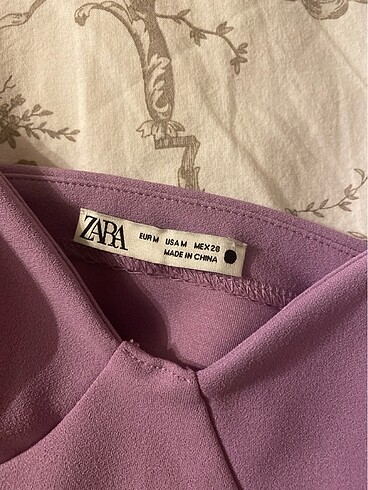 ZARA
EUR M USA M MEX 28
MADE IN CHINA